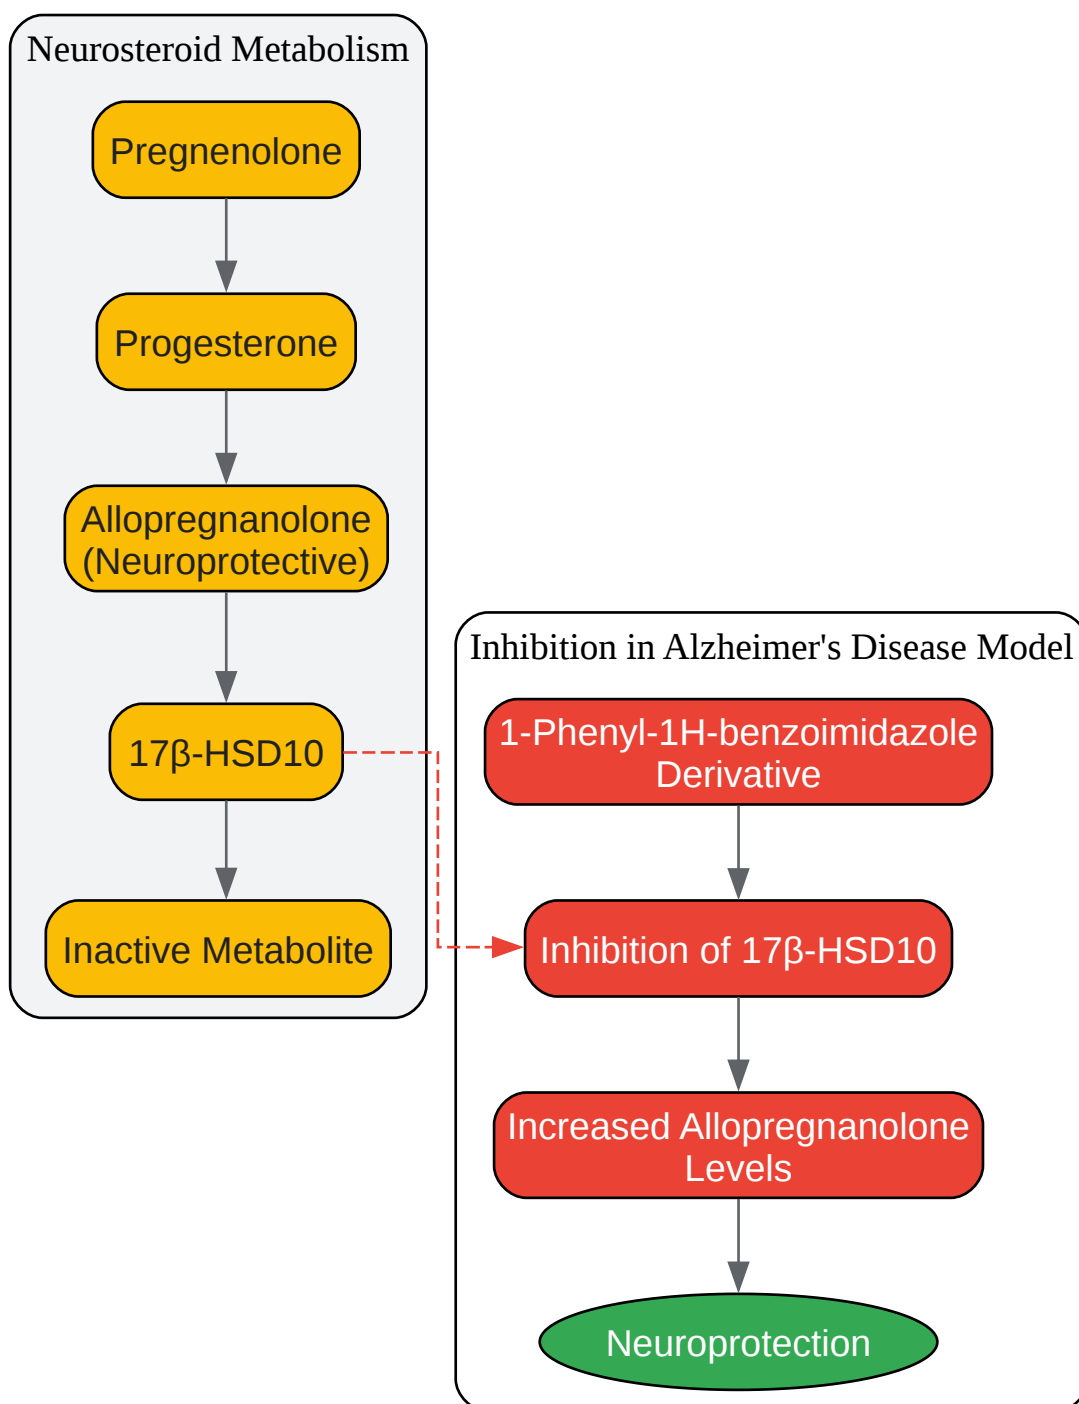 Neurosteroid Metabolism
Pregnenolone
Progesterone
Allopregnanolone
(Neuroprotective)
17β-HSD10
Inactive Metabolite
Inhibition in Alzheimer's Disease Model
1-Phenyl-1H-benzoimidazole
Derivative
Inhibition of 17β-HSD10
Increased Allopregnanolone
Levels
Neuroprotection